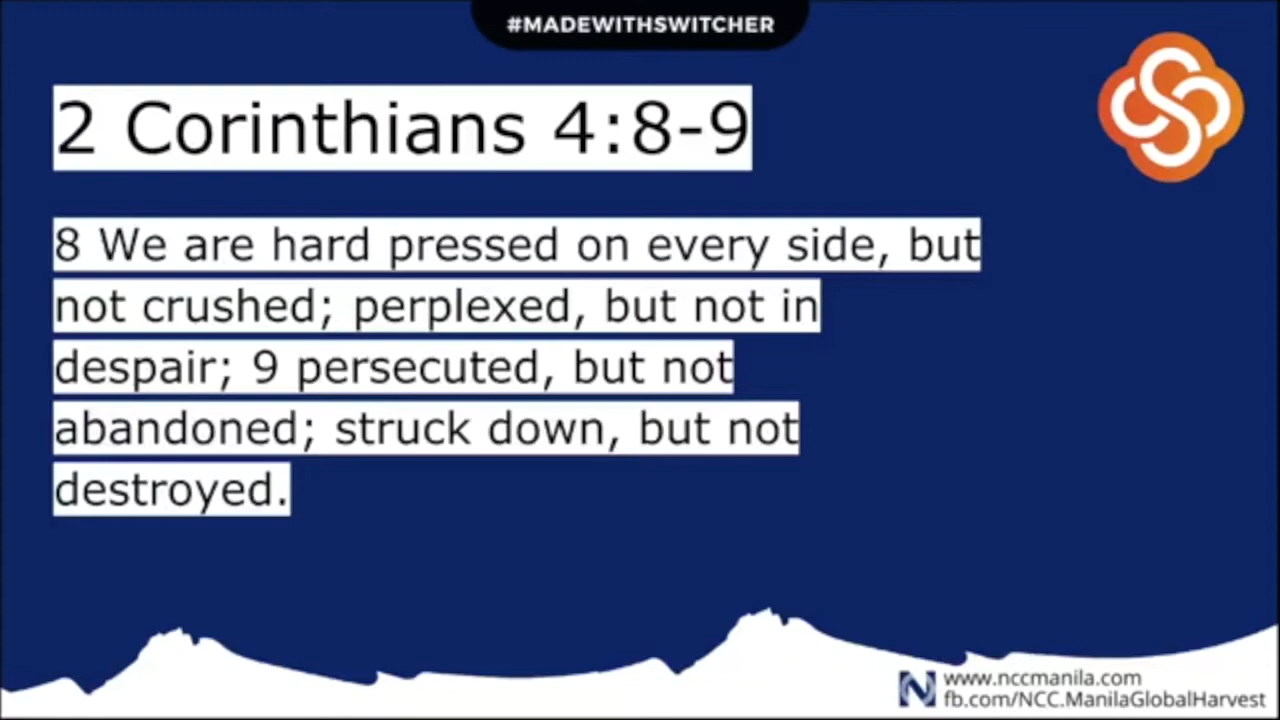 #MADEWITHSWITCHER
2 Corinthians 4:8-9
8 We are hard pressed on every side, but
not crushed; perplexed, but not in
despair; 9 persecuted, but not
abandoned; struck down, but not
destroyed.
www.nccmanila.com
fb.com/NCC.ManilaGlobalHarvest